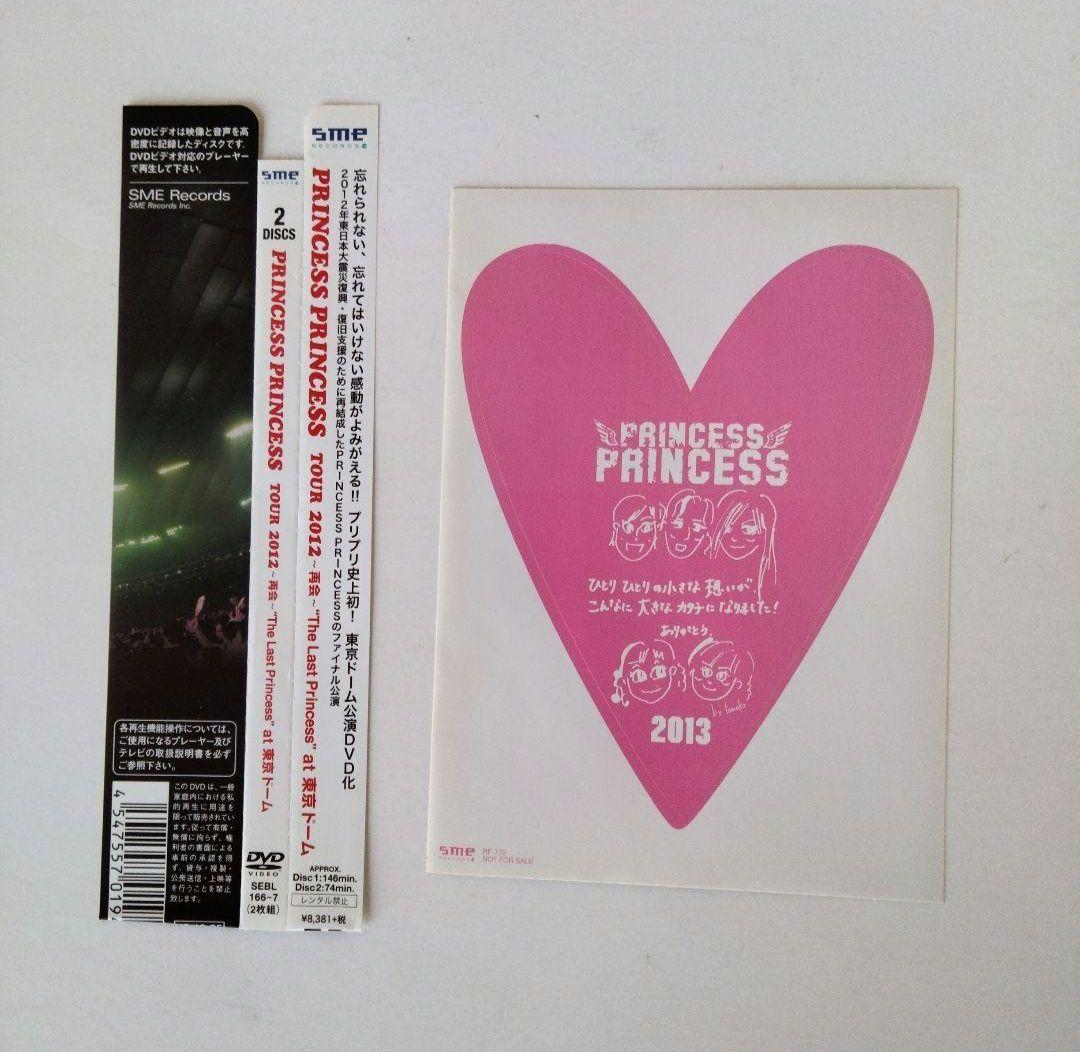 DVDビデオは映像と音声を高
密度に記録したディスクです。
DVDビデオ対応のプレーヤー
で再生して下さい。
SME Records
SME Records Inc.
各再生機能操作については、
ご使用になるプレーヤー及び
テレビの取扱説明書を必ず
ご参照下さい。
このDVDは、一般
家庭内における私
的再生に用途を
限って販売されてい
ます。従って有償・
無償に拘らず、権
利者の書面による
事前の承認を得
ず、貸与・複製・
公衆送信・上映等
を行うことを禁止
致します。
4 547557 019
sme
RECORDS
2
DISCS
PRINCESS PRINCESS TOUR 2012～再会～“The Last Princess” at 東京ドーム
DVD
VIDEO
SEBL
166~7
(2枚組)
sme
RECORDS
忘れられない、忘れてはいけない感動がよみがえる!! プリプリ史上初! 東京ドーム公演DVD化
2012年東日本大震災復興・復旧支援のために再結成したPRINCESS PRINCESSのファイナル公演
PRINCESS PRINCESS TOUR 2012～再会～“The Last Princess” at 東京ドーム
APPROX.
Disc1:146min.
Disc2:74min.
レンタル禁止
¥8,381+税
PRINCESS
PRINCESS
ひとりひとりの小さな想いが、
こんなに大きなカタチになりました!
ありがとう。
by tomoko
2013
sme
RECORDS
RF-773
NOT FOR SALE